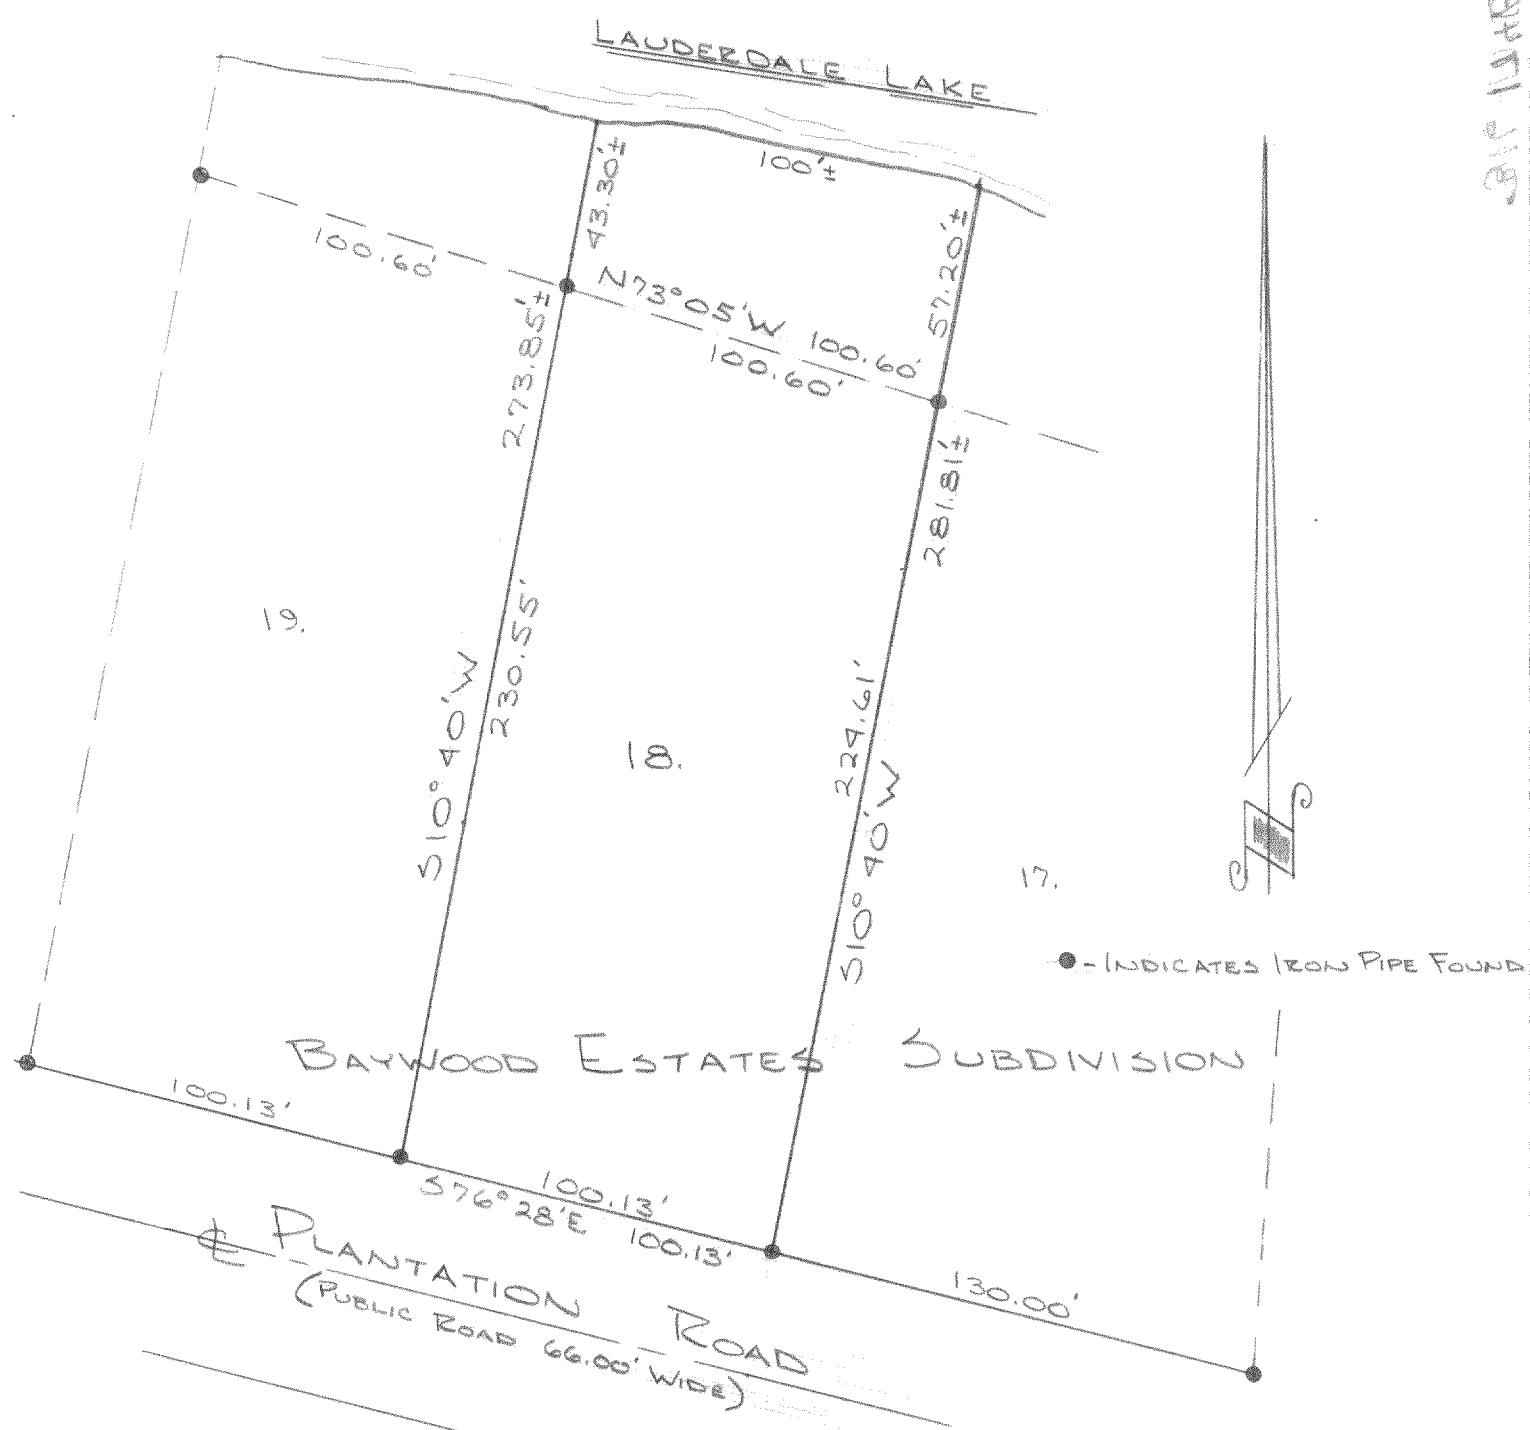 LAUDERDALE LAKE
100'±
43.30'±
57.20'±
100.60'
N73°05'W 100.60'
100.60'
273.85'±
281.81'±
19.
230.55'
S10°40'W
18.
224.61'
S10°40'W
17.
●-INDICATES IRON PIPE FOUND
BAYWOOD ESTATES SUBDIVISION
100.13'
100.13'
S76°28'E 100.13'
130.00'
℄ PLANTATION ROAD
(PUBLIC ROAD 66.00' WIDE)